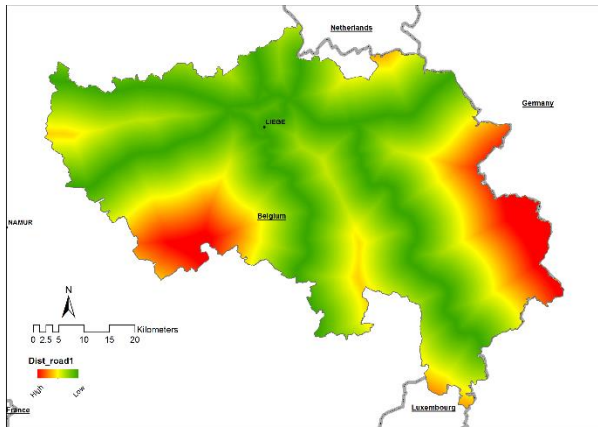 Netherlands
Germany
LIEGE
NAMUR
Belgium
N
0 2.5 5 10 15 20
Kilometers
Dist_road1
High Low
France
Luxembourg